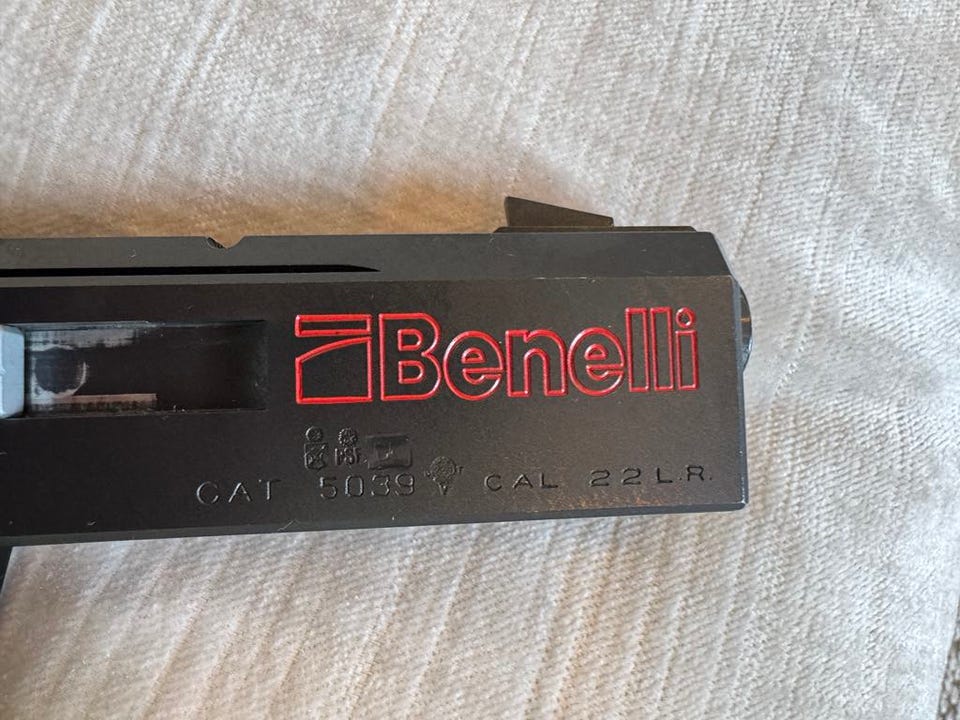 Benelli
PSF
CAT 5039 CAL 22 L.R.